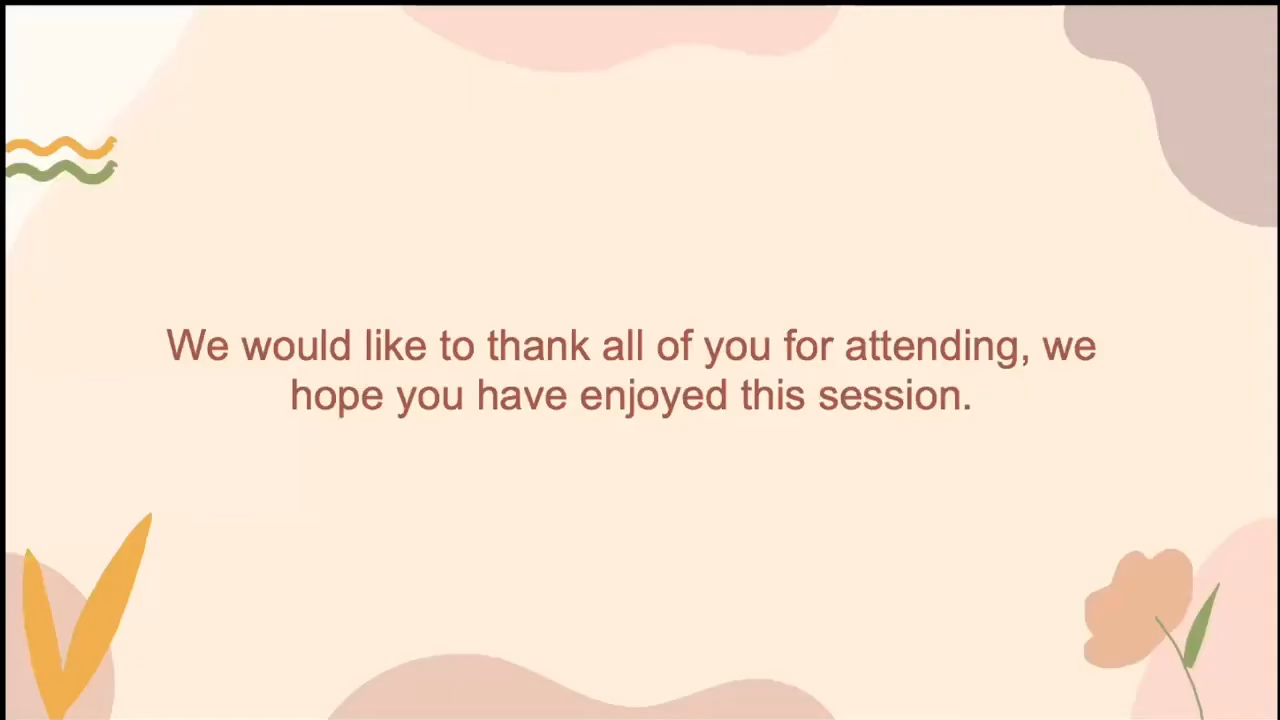 We would like to thank all of you for attending, we
hope you have enjoyed this session.